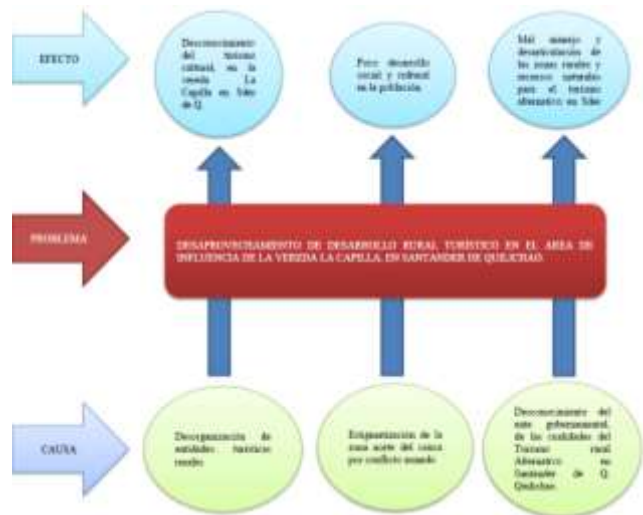 EFECTO
Desconocimiento
del turismo
cultural, en la
vereda La
Capilla en Sder
de Q.
Poco desarrollo
social y cultural
en la población.
Mal manejo y
desarticulación de
las zonas rurales y
recursos naturales
para el turismo
alternativo en Sder
PROBLEMA
DESAPROVECHAMIENTO DE DESARROLLO RURAL TURÍSTICO EN EL AREA DE
INFLUENCIA DE LA VEREDA LA CAPILLA, EN SANTANDER DE QUILICHAO.
CAUSA
Desorganización de
entidades turísticas
rurales
Estigmatización de la
zona norte del cauca
por conflicto armado.
Desconocimiento del
ente gubernamental,
de las realidades del
Turismo rural
Alternativo en
Santander de Q.
Quilichao.